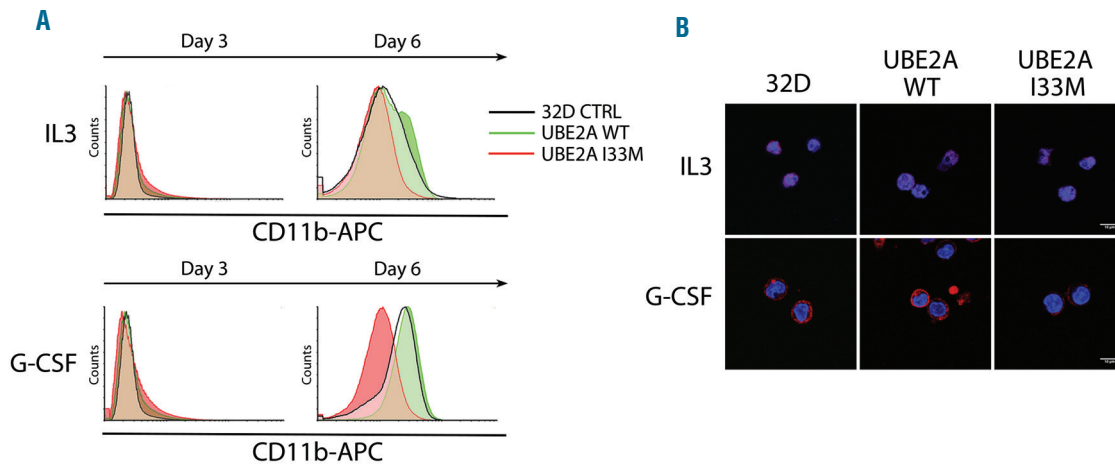 A
Day 3
Day 6
IL3
Counts
Counts
32D CTRL
UBE2A WT
UBE2A I33M
CD11b-APC
Day 3
Day 6
G-CSF
Counts
Counts
CD11b-APC
B
32D
UBE2A
WT
UBE2A
I33M
IL3
G-CSF